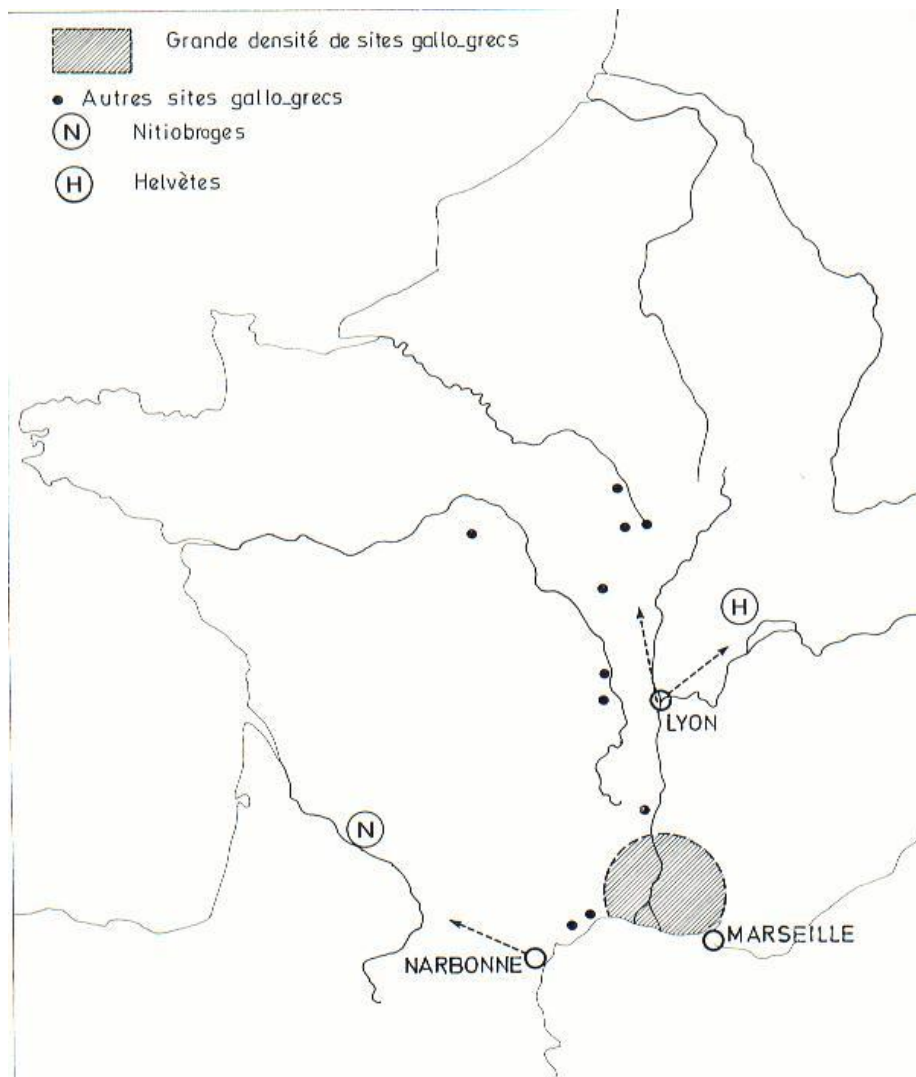 Grande densité de sites gallo_grecs
Autres sites gallo_grecs
N Nitiobroges
H Helvètes
H
LYON
N
MARSEILLE
NARBONNE